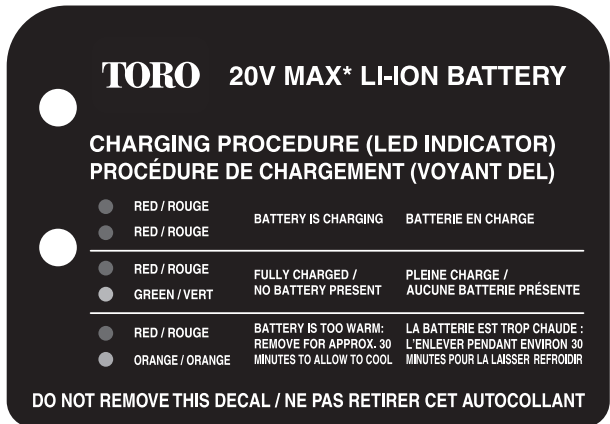 TORO 20V MAX* LI-ION BATTERY
CHARGING PROCEDURE (LED INDICATOR)
PROCÉDURE DE CHARGEMENT (VOYANT DEL)
RED / ROUGE
RED / ROUGE
BATTERY IS CHARGING
BATTERIE EN CHARGE
RED / ROUGE
GREEN / VERT
FULLY CHARGED /
NO BATTERY PRESENT
PLEINE CHARGE /
AUCUNE BATTERIE PRÉSENTE
RED / ROUGE
ORANGE / ORANGE
BATTERY IS TOO WARM:
REMOVE FOR APPROX. 30
MINUTES TO ALLOW TO COOL
LA BATTERIE EST TROP CHAUDE :
L'ENLEVER PENDANT ENVIRON 30
MINUTES POUR LA LAISSER REFROIDIR
DO NOT REMOVE THIS DECAL / NE PAS RETIRER CET AUTOCOLLANT